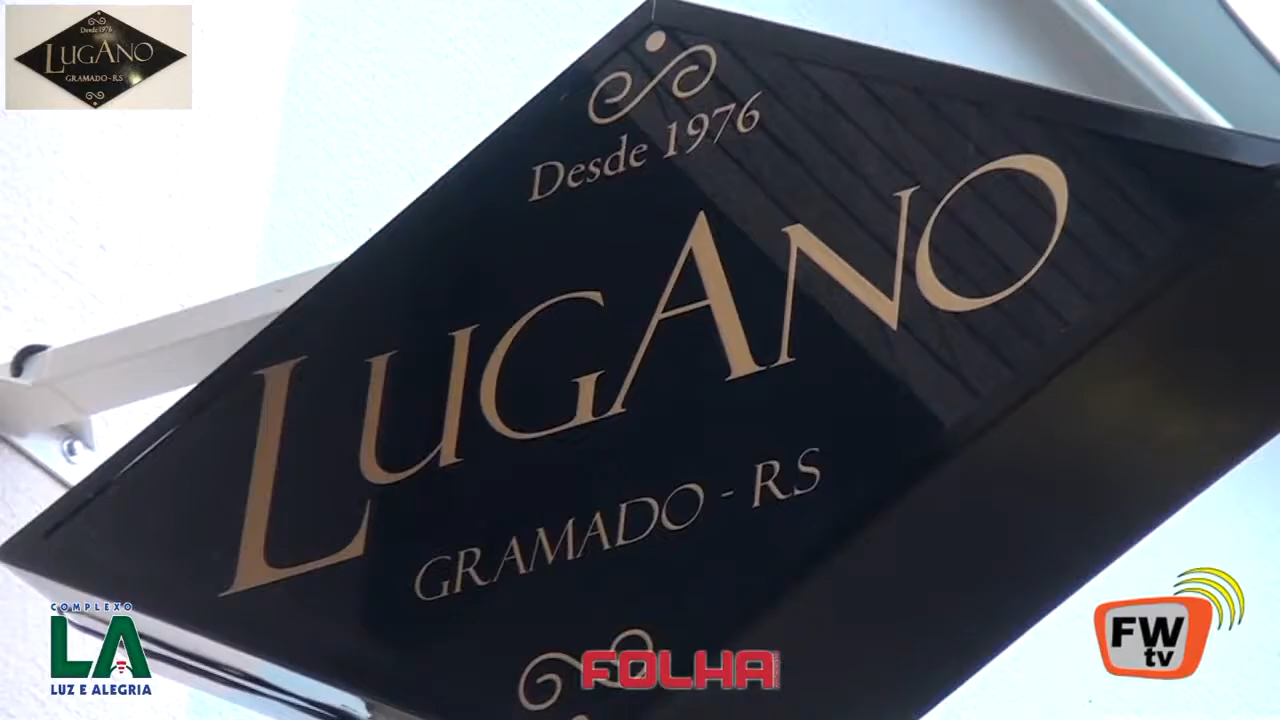 Desde 1976
LUGANO
GRAMADO - RS
Desde 1976
LUGANO
GRAMADO - RS
COMPLEXO
LA
LUZ E ALEGRIA
FOLHA
FW
tv